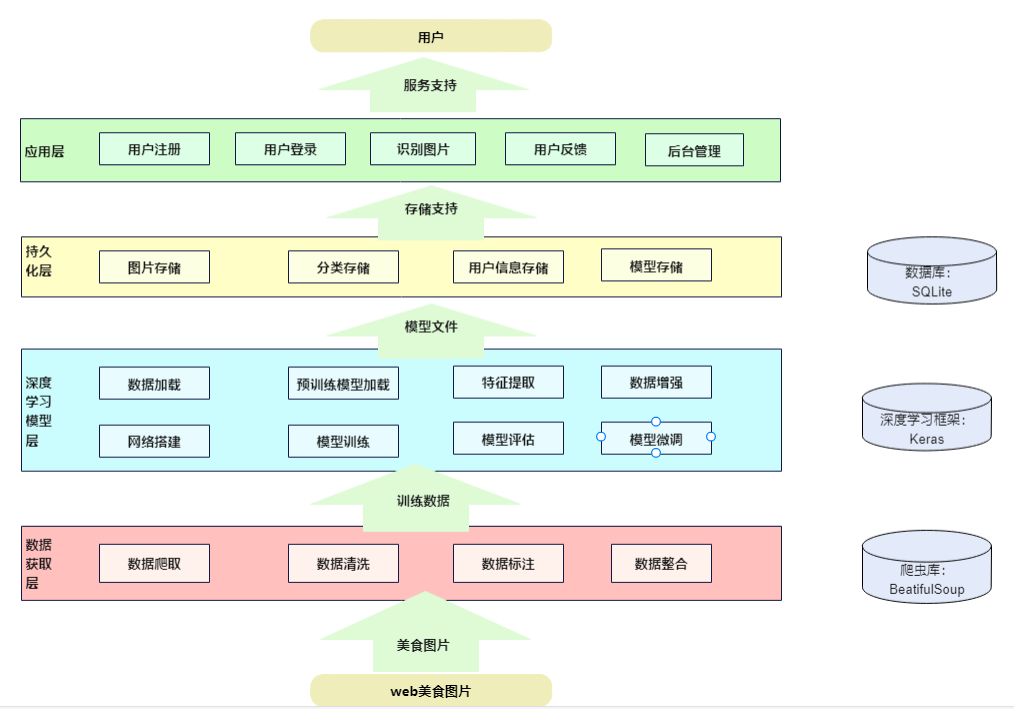 用户
服务支持
应用层
用户注册
用户登录
识别图片
用户反馈
后台管理
存储支持
持久
化层
图片存储
分类存储
用户信息存储
模型存储
数据库：
SQLite
模型文件
深度
学习
模型
层
数据加载
预训练模型加载
特征提取
数据增强
网络搭建
模型训练
模型评估
模型微调
深度学习框架：
Keras
训练数据
数据
获取
层
数据爬取
数据清洗
数据标注
数据整合
爬虫库：
BeatifulSoup
美食图片
web美食图片